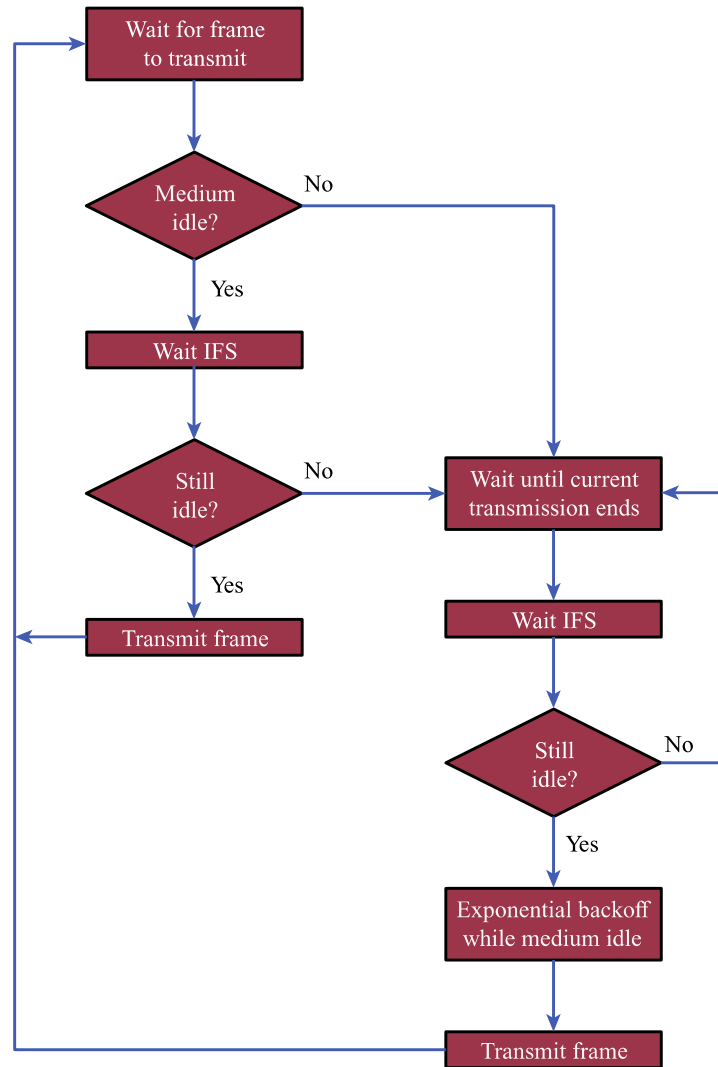 Wait for frame
to transmit
Medium
idle?
No
Yes
Wait IFS
Still
idle?
No
Yes
Transmit frame
Wait until current
transmission ends
Wait IFS
Still
idle?
No
Yes
Exponential backoff
while medium idle
Transmit frame